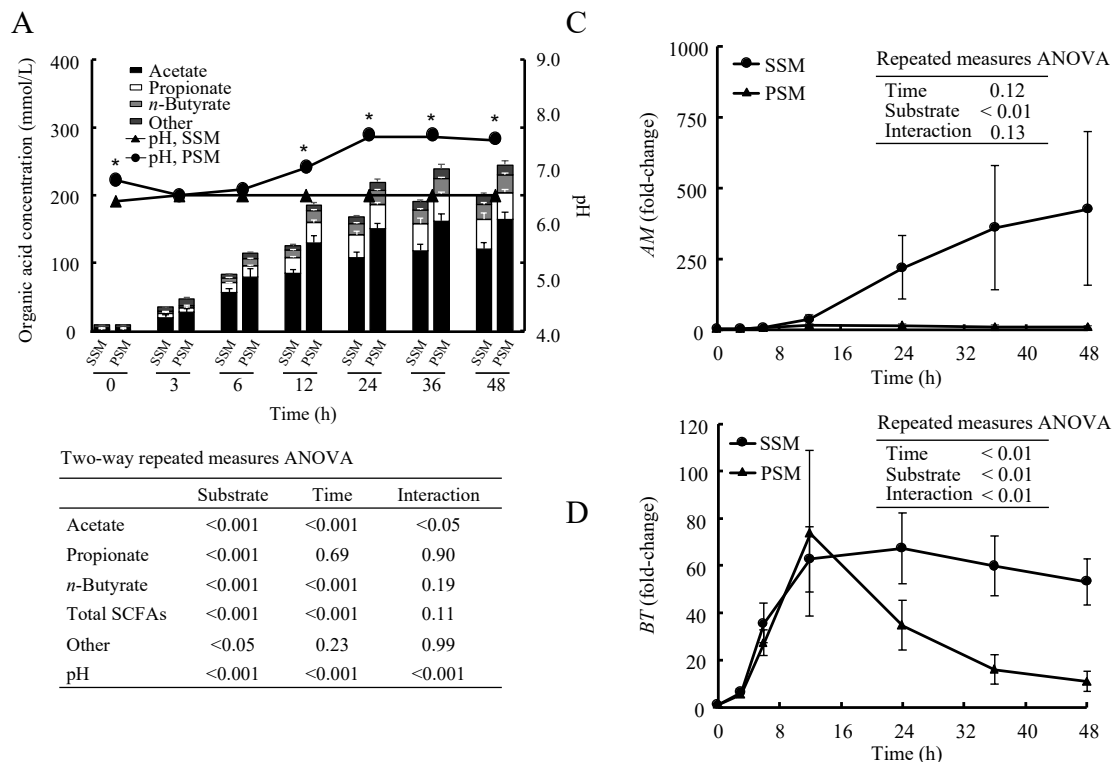 A
Organic acid concentration (mmol/L)
400
300
200
100
0
Acetate
Propionate
n-Butyrate
Other
pH, SSM
pH, PSM
* * * * *
9.0
8.0
7.0
6.0
5.0
4.0
pH
SSM PSM SSM PSM SSM PSM SSM PSM SSM PSM SSM PSM SSM PSM
0 3 6 12 24 36 48
Time (h)
Two-way repeated measures ANOVA
Substrate Time Interaction
Acetate <0.001 <0.001 <0.05
Propionate <0.001 0.69 0.90
n-Butyrate <0.001 <0.001 0.19
Total SCFAs <0.001 <0.001 0.11
Other <0.05 0.23 0.99
pH <0.001 <0.001 <0.001
C
AM (fold-change)
1000
750
500
250
0
SSM
PSM
Repeated measures ANOVA
Time 0.12
Substrate < 0.01
Interaction 0.13
0 8 16 24 32 40 48
Time (h)
D
BT (fold-change)
120
100
80
60
40
20
0
SSM
PSM
Repeated measures ANOVA
Time < 0.01
Substrate < 0.01
Interaction < 0.01
0 8 16 24 32 40 48
Time (h)